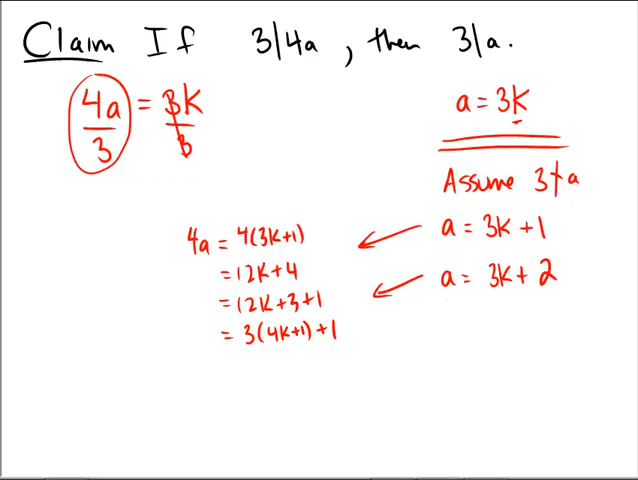 Claim If 3|4a, then 3|a.
4a/3 = 3K/3
a = 3K
Assume 3∤a
a = 3K + 1
a = 3K + 2
4a = 4(3K+1)
= 12K + 4
= 12K + 3 + 1
= 3(4K+1) + 1